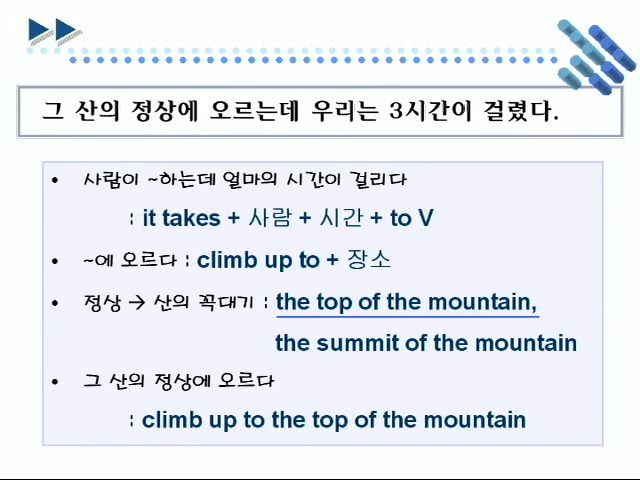 그 산의 정상에 오르는데 우리는 3시간이 걸렸다.
• 사람이 ~하는데 얼마의 시간이 걸리다
: it takes + 사람 + 시간 + to V
• ~에 오르다 : climb up to + 장소
• 정상 → 산의 꼭대기 : the top of the mountain,
the summit of the mountain
• 그 산의 정상에 오르다
: climb up to the top of the mountain